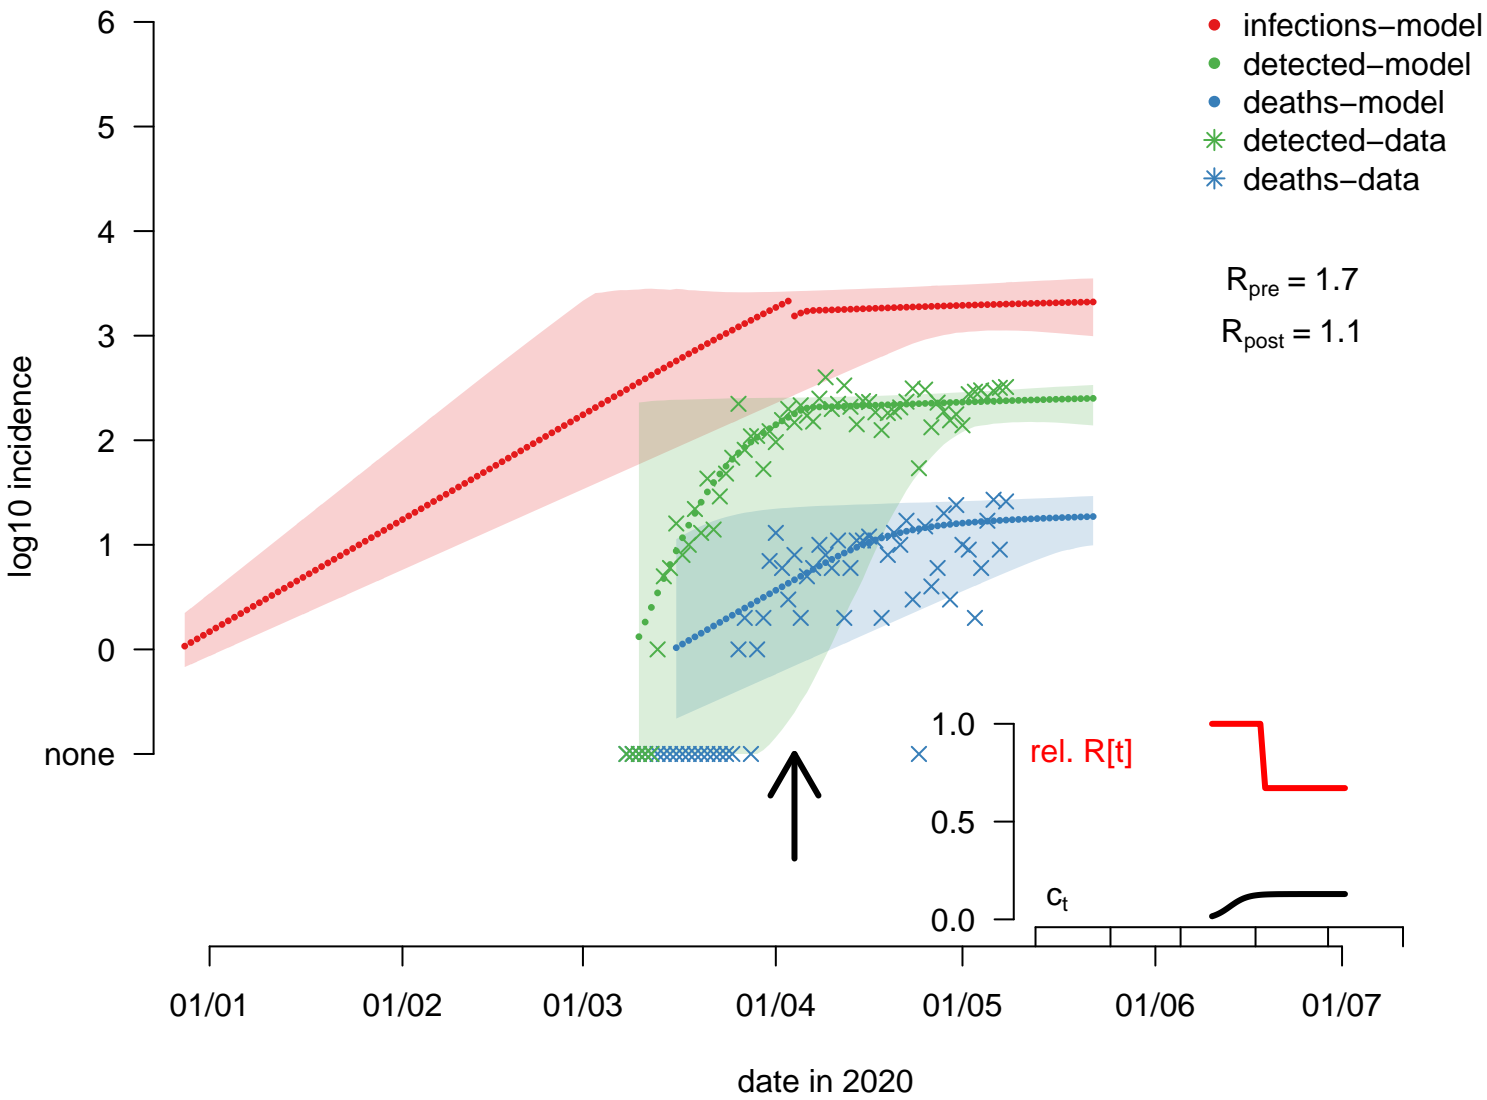 infections−model
detected−model
deaths−model
detected−data
deaths−data
R_pre = 1.7
R_post = 1.1
log10 incidence
6
5
4
3
2
1
0
none
1.0
0.5
0.0
rel. R[t]
c_t
01/01 01/02 01/03 01/04 01/05 01/06 01/07
date in 2020